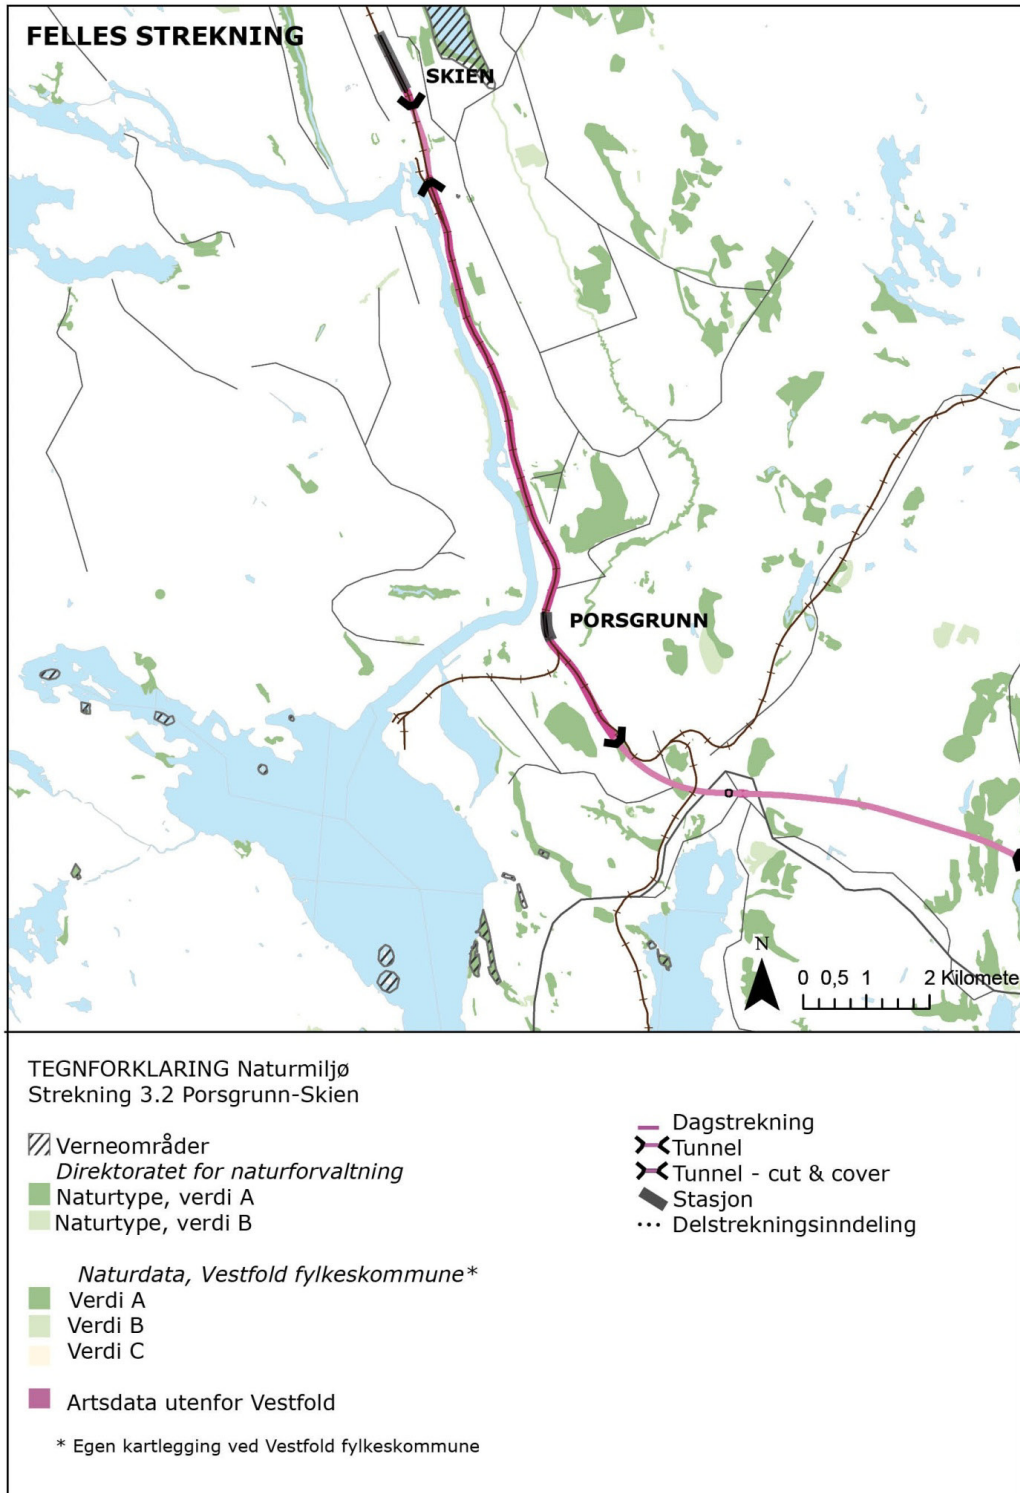 FELLES STREKNING
SKIEN
PORSGRUNN
N
0 0,5 1 2 Kilomete
TEGNFORKLARING Naturmiljø
Strekning 3.2 Porsgrunn-Skien
Verneområder
Direktoratet for naturforvaltning
Naturtype, verdi A
Naturtype, verdi B
Naturdata, Vestfold fylkeskommune*
Verdi A
Verdi B
Verdi C
Artsdata utenfor Vestfold
* Egen kartlegging ved Vestfold fylkeskommune
Dagstrekning
Tunnel
Tunnel - cut & cover
Stasjon
Delstrekningsinndeling